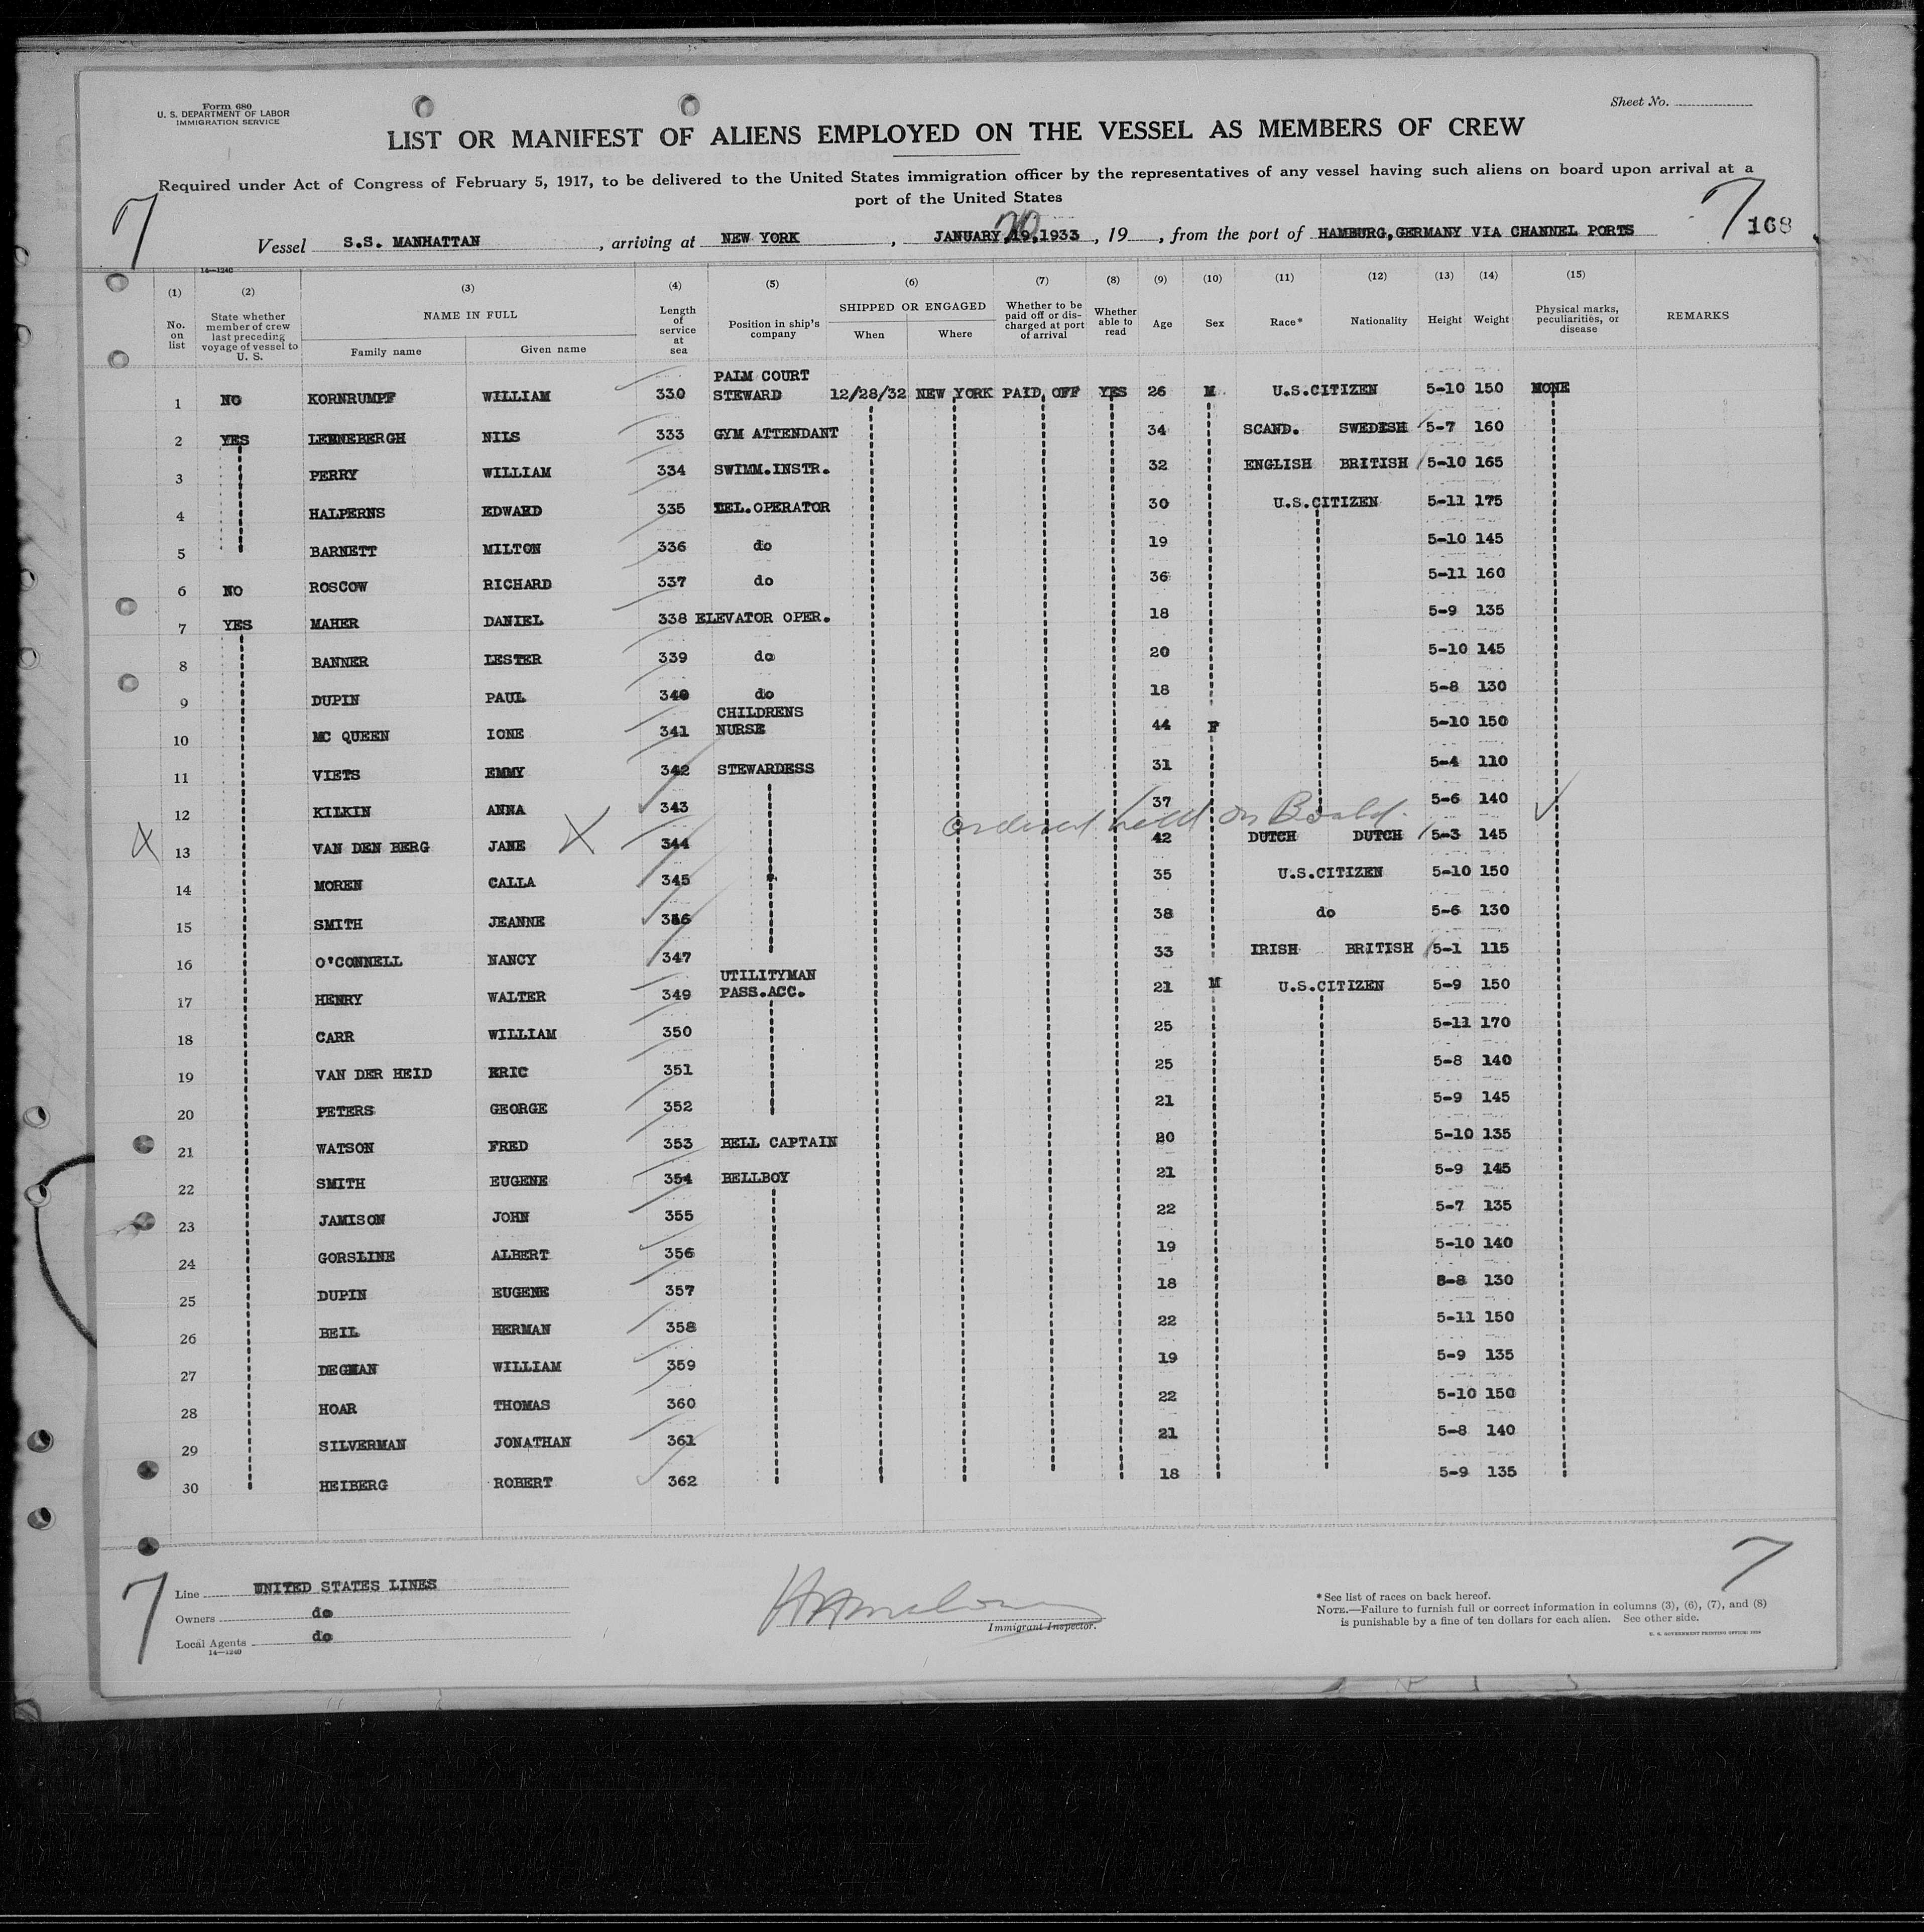 Form 680
U. S. DEPARTMENT OF LABOR
IMMIGRATION SERVICE
Sheet No.
LIST OR MANIFEST OF ALIENS EMPLOYED ON THE VESSEL AS MEMBERS OF CREW
Required under Act of Congress of February 5, 1917, to be delivered to the United States immigration officer by the representatives of any vessel having such aliens on board upon arrival at a
port of the United States
7 7 168
Vessel S.S. MANHATTAN , arriving at NEW YORK , JANUARY 19,1933 20 , 19 , from the port of HAMBURG,GERMANY VIA CHANNEL PORTS
14—1240
(1) No. on list
(2) State whether member of crew last preceding voyage of vessel to U. S.
(3) NAME IN FULL Family name Given name
(4) Length of service at sea
(5) Position in ship's company
(6) SHIPPED OR ENGAGED When Where
(7) Whether to be paid off or discharged at port of arrival
(8) Whether able to read
(9) Age
(10) Sex
(11) Race*
(12) Nationality
(13) Height
(14) Weight
(15) Physical marks, peculiarities, or disease
REMARKS
1 NO KORNRUMPF WILLIAM 330 PALM COURT STEWARD 12/28/32 NEW YORK PAID OFF YES 26 M U.S.CITIZEN 5-10 150 NONE
2 YES LENNEBERGH NILS 333 GYM ATTENDANT 34 SCAND. SWEDISH 5-7 160
3 PERRY WILLIAM 334 SWIMM.INSTR. 32 ENGLISH BRITISH 5-10 165
4 HALPERNS EDWARD 335 TEL.OPERATOR 30 U.S.CITIZEN 5-11 175
5 BARNETT MILTON 336 do 19 5-10 145
6 NO ROSCOW RICHARD 337 do 36 5-11 160
7 YES MAHER DANIEL 338 ELEVATOR OPER. 18 5-9 135
8 BANNER LESTER 339 do 20 5-10 145
9 DUPIN PAUL 340 do 18 5-8 130
10 MC QUEEN IONE 341 CHILDRENS NURSE 44 F 5-10 150
11 VIETS EMMY 342 STEWARDESS 31 5-4 110
12 KILKIN ANNA 343 37 5-6 140
ordered held on Board.
X 13 VAN DEN BERG JANE X 344 42 DUTCH DUTCH 5-3 145
14 MOREN CALLA 345 35 U.S.CITIZEN 5-10 150
15 SMITH JEANNE 346 38 do 5-6 130
16 O'CONNELL NANCY 347 33 IRISH BRITISH 5-1 115
17 HENRY WALTER 349 UTILITYMAN PASS.ACC. 21 M U.S.CITIZEN 5-9 150
18 CARR WILLIAM 350 25 5-11 170
19 VAN DER HEID ERIC 351 25 5-8 140
20 PETERS GEORGE 352 21 5-9 145
21 WATSON FRED 353 BELL CAPTAIN 20 5-10 135
22 SMITH EUGENE 354 BELLBOY 21 5-9 145
23 JAMISON JOHN 355 22 5-7 135
24 GORSLINE ALBERT 356 19 5-10 140
25 DUPIN EUGENE 357 18 5-8 130
26 BEIL HERMAN 358 22 5-11 150
27 DEGMAN WILLIAM 359 19 5-9 135
28 HOAR THOMAS 360 22 5-10 150
29 SILVERMAN JONATHAN 361 21 5-8 140
30 HEIBERG ROBERT 362 18 5-9 135
7 7
Line UNITED STATES LINES
Owners do
Local Agents do
14—1240
Immigrant Inspector.
*See list of races on back hereof.
NOTE.—Failure to furnish full or correct information in columns (3), (6), (7), and (8)
is punishable by a fine of ten dollars for each alien. See other side.
U. S. GOVERNMENT PRINTING OFFICE: